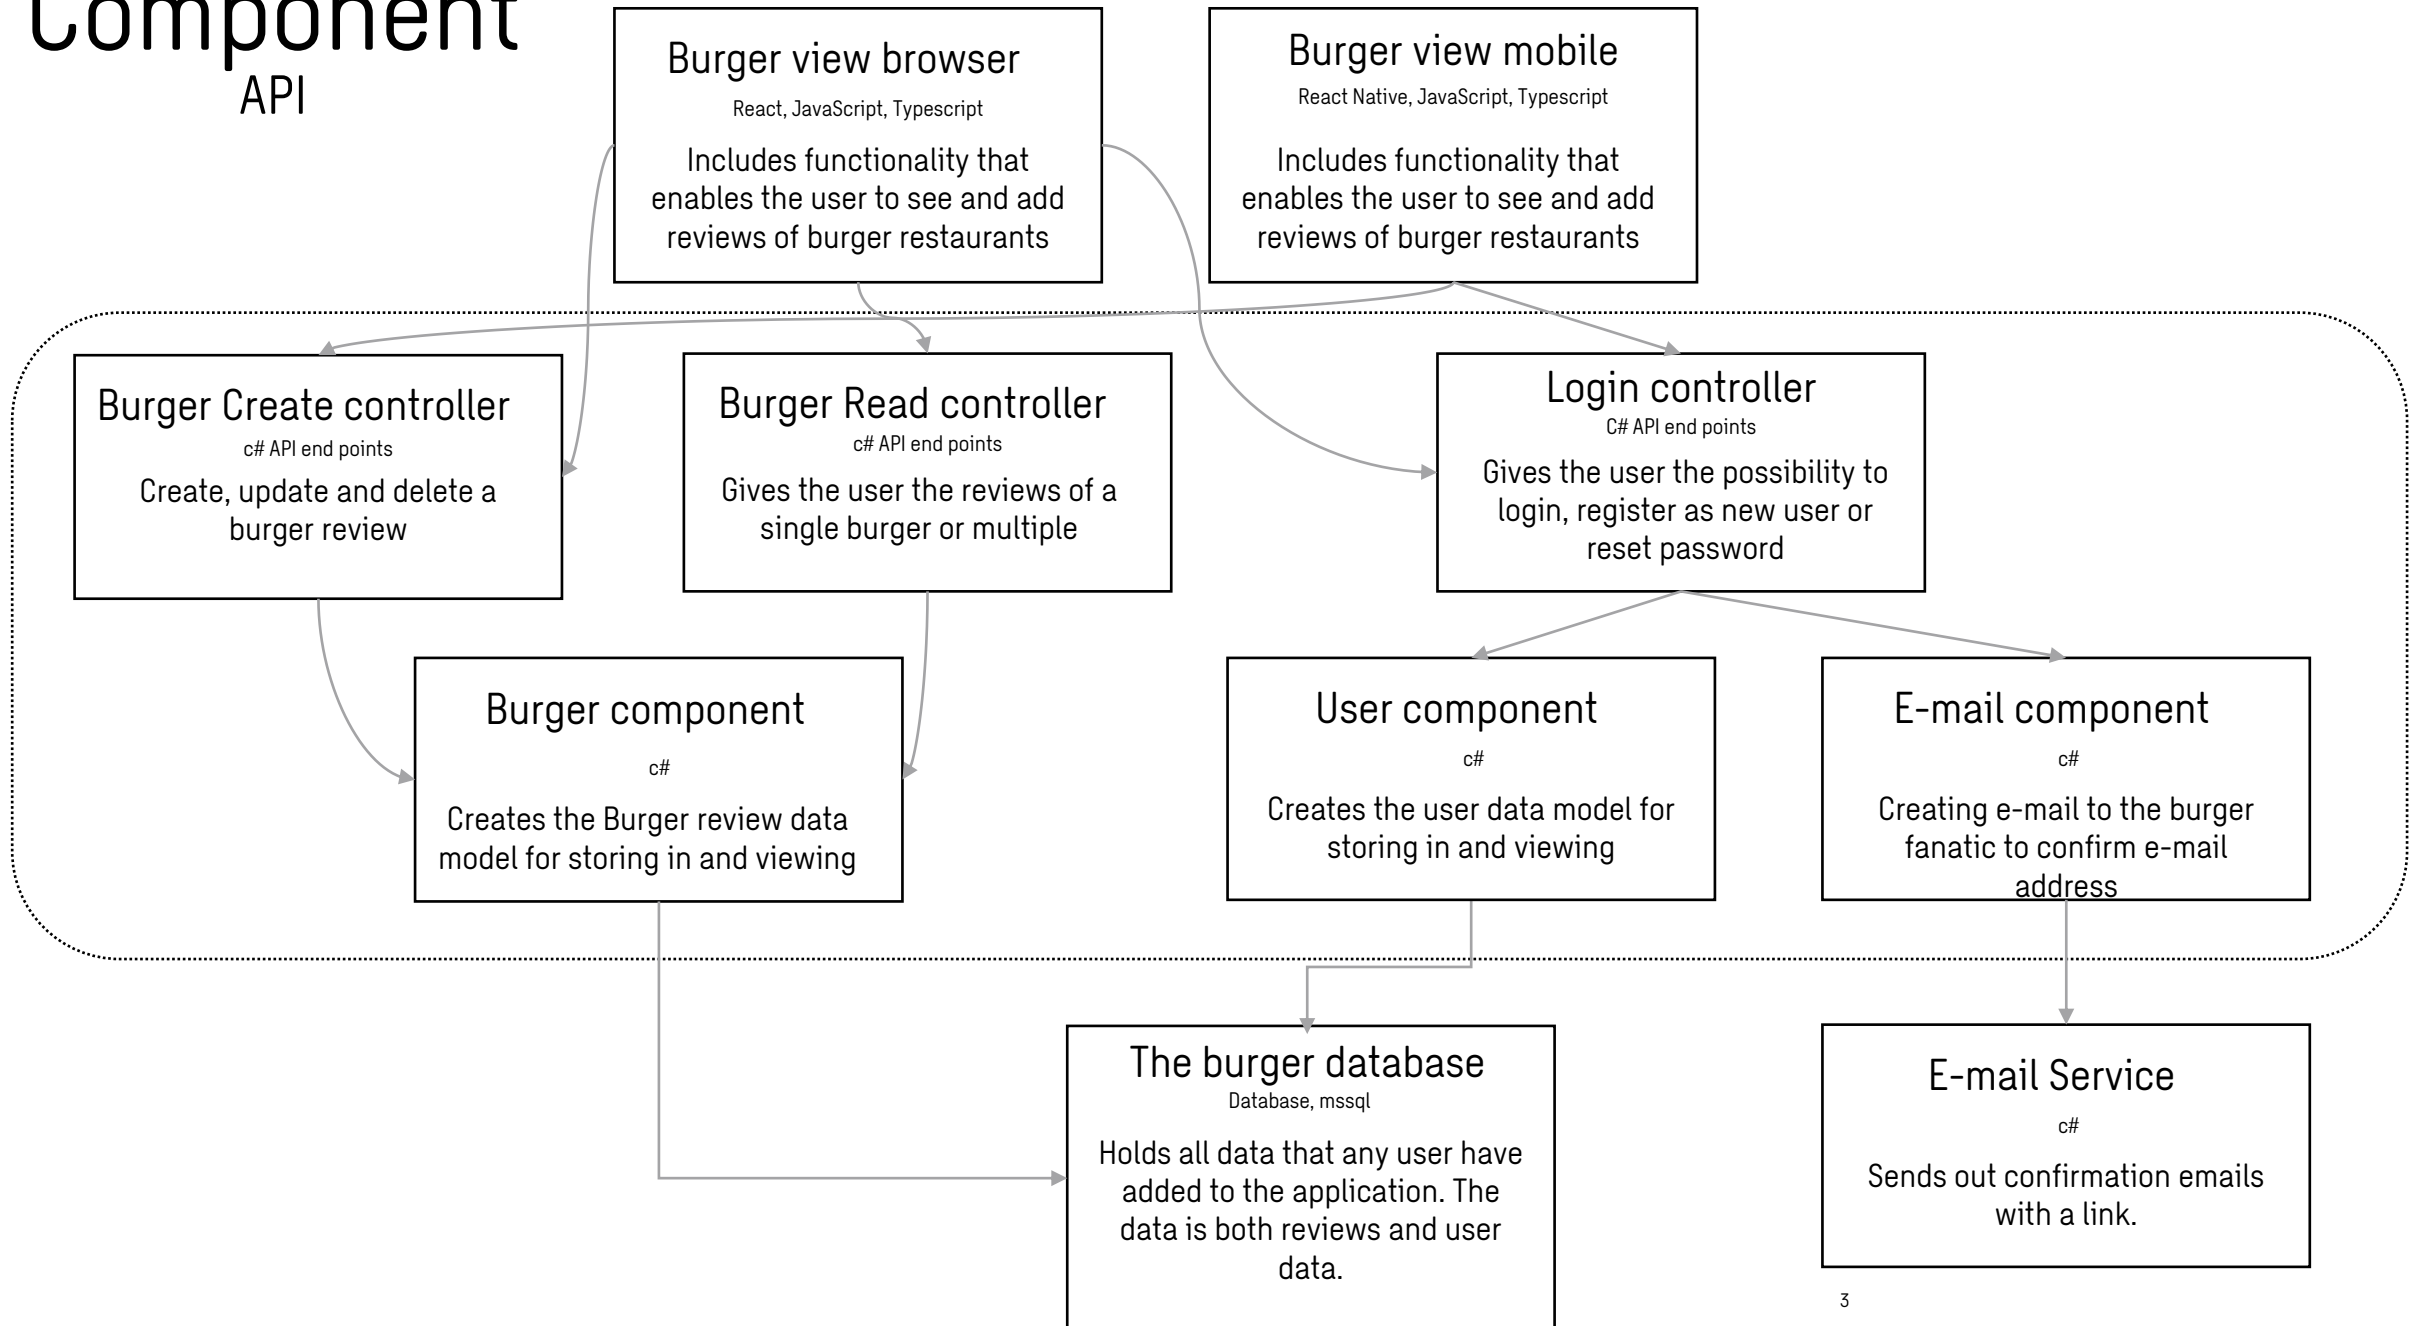 Component
API
Burger view browser
React, JavaScript, Typescript
Includes functionality that
enables the user to see and add
reviews of burger restaurants
Burger view mobile
React Native, JavaScript, Typescript
Includes functionality that
enables the user to see and add
reviews of burger restaurants
Burger Create controller
c# API end points
Create, update and delete a
burger review
Burger Read controller
c# API end points
Gives the user the reviews of a
single burger or multiple
Login controller
C# API end points
Gives the user the possibility to
login, register as new user or
reset password
Burger component
c#
Creates the Burger review data
model for storing in and viewing
User component
c#
Creates the user data model for
storing in and viewing
E-mail component
c#
Creating e-mail to the burger
fanatic to confirm e-mail
address
The burger database
Database, mssql
Holds all data that any user have
added to the application. The
data is both reviews and user
data.
E-mail Service
c#
Sends out confirmation emails
with a link.
3